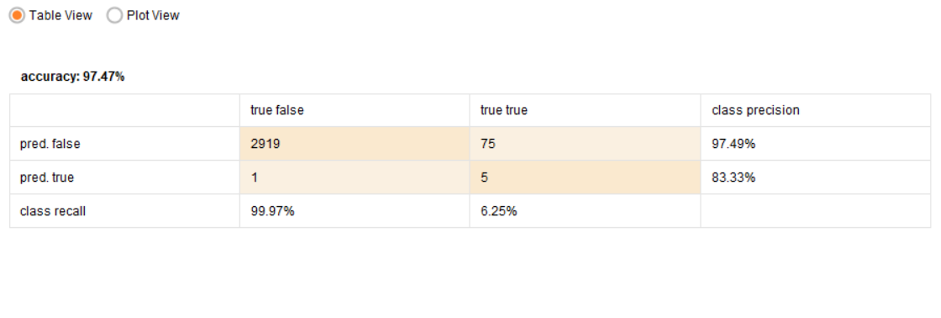 Table View Plot View
accuracy: 97.47%
true false true true class precision
pred. false 2919 75 97.49%
pred. true 1 5 83.33%
class recall 99.97% 6.25%